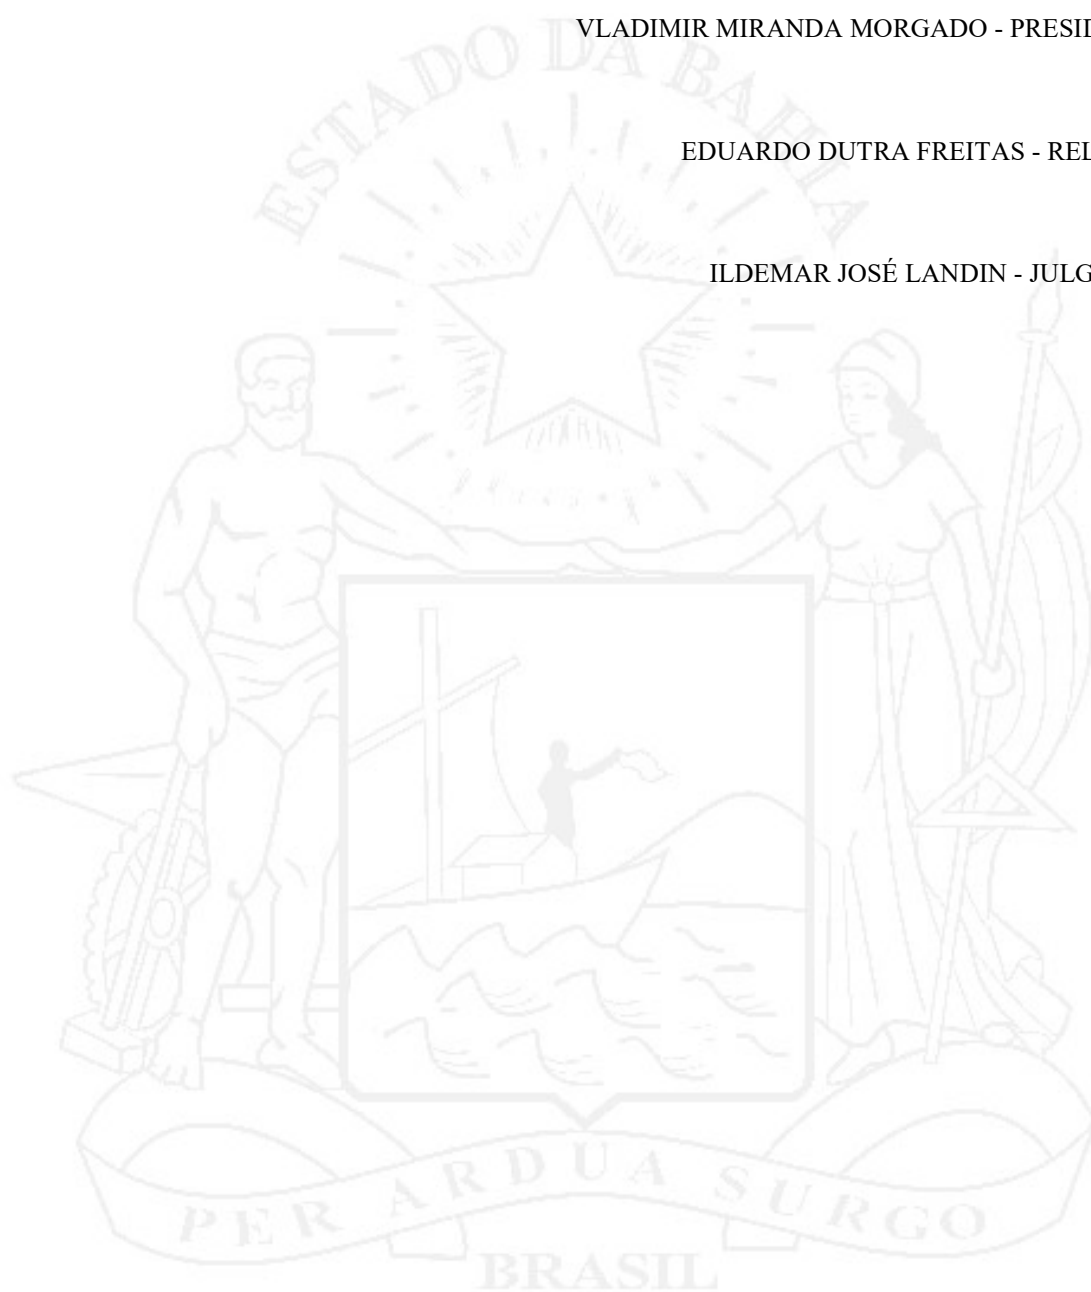 VLADIMIR MIRANDA MORGADO - PRESI
EDUARDO DUTRA FREITAS - REL
ILDEMAR JOSÉ LANDIN - JULG
ESTADO DA BAHIA
PER ARDUA SURGO
BRASIL